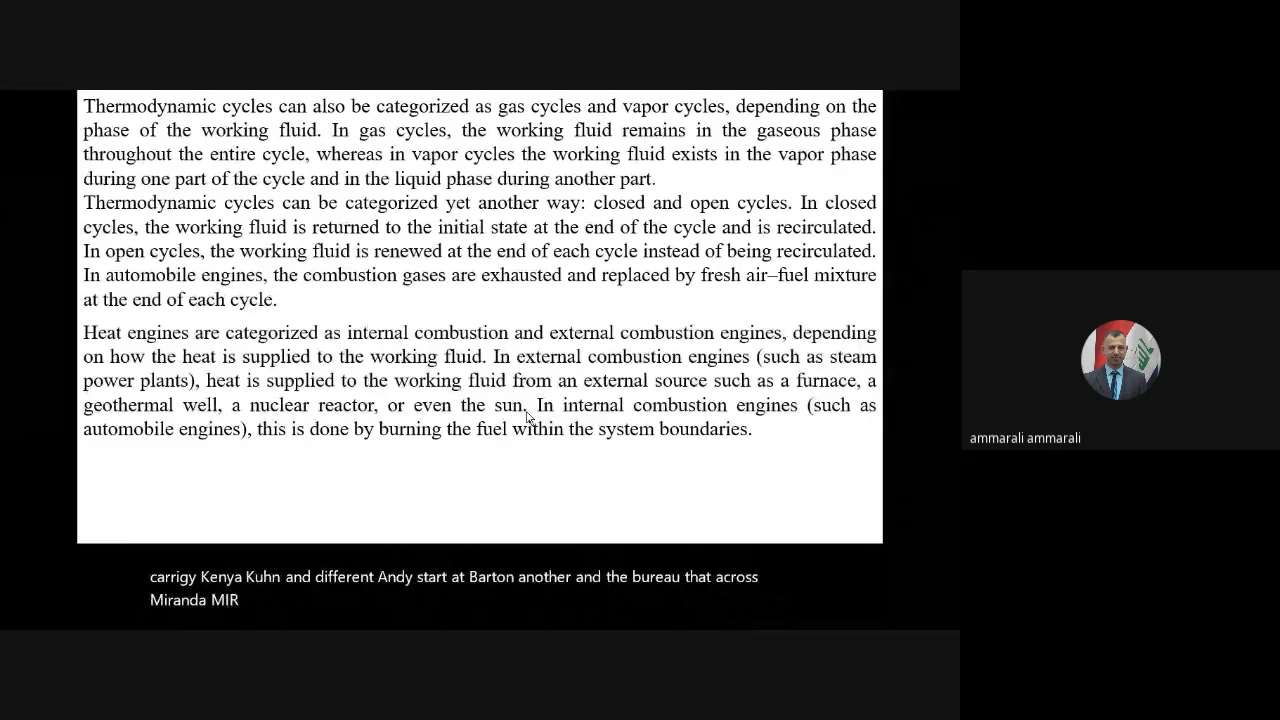 Thermodynamic cycles can also be categorized as gas cycles and vapor cycles, depending on the
phase of the working fluid. In gas cycles, the working fluid remains in the gaseous phase
throughout the entire cycle, whereas in vapor cycles the working fluid exists in the vapor phase
during one part of the cycle and in the liquid phase during another part.
Thermodynamic cycles can be categorized yet another way: closed and open cycles. In closed
cycles, the working fluid is returned to the initial state at the end of the cycle and is recirculated.
In open cycles, the working fluid is renewed at the end of each cycle instead of being recirculated.
In automobile engines, the combustion gases are exhausted and replaced by fresh air–fuel mixture
at the end of each cycle.
Heat engines are categorized as internal combustion and external combustion engines, depending
on how the heat is supplied to the working fluid. In external combustion engines (such as steam
power plants), heat is supplied to the working fluid from an external source such as a furnace, a
geothermal well, a nuclear reactor, or even the sun. In internal combustion engines (such as
automobile engines), this is done by burning the fuel within the system boundaries.
carrigy Kenya Kuhn and different Andy start at Barton another and the bureau that across
Miranda MIR
ammarali ammarali